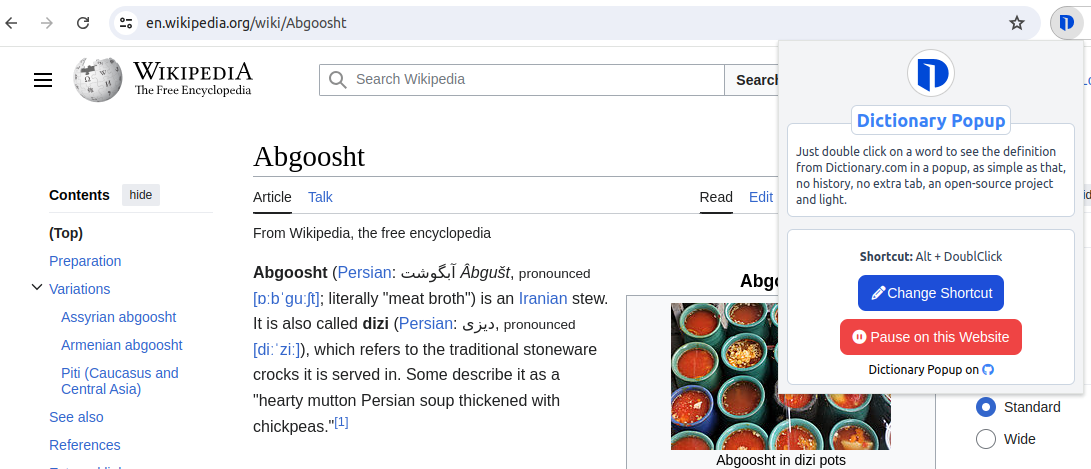 en.wikipedia.org/wiki/Abgoosht
WIKIPEDIA
The Free Encyclopedia
Search Wikipedia
Search
Dictionary Popup
Just double click on a word to see the definition
from Dictionary.com in a popup, as simple as that,
no history, no extra tab, an open-source project
and light.
Shortcut: Alt + DoublClick
Change Shortcut
Pause on this Website
Dictionary Popup on
Contents hide
(Top)
Preparation
Variations
Assyrian abgoosht
Armenian abgoosht
Piti (Caucasus and
Central Asia)
See also
References
Abgoosht
Article Talk Read Edit
From Wikipedia, the free encyclopedia
Abgoosht (Persian: آبگوشت Âbgušt, pronounced
[ɒːbˈɡuːʃt]; literally "meat broth") is an Iranian stew.
It is also called dizi (Persian: دیزی, pronounced
[diːˈziː]), which refers to the traditional stoneware
crocks it is served in. Some describe it as a
"hearty mutton Persian soup thickened with
chickpeas."[1]
Abgoosht in dizi pots
Standard
Wide